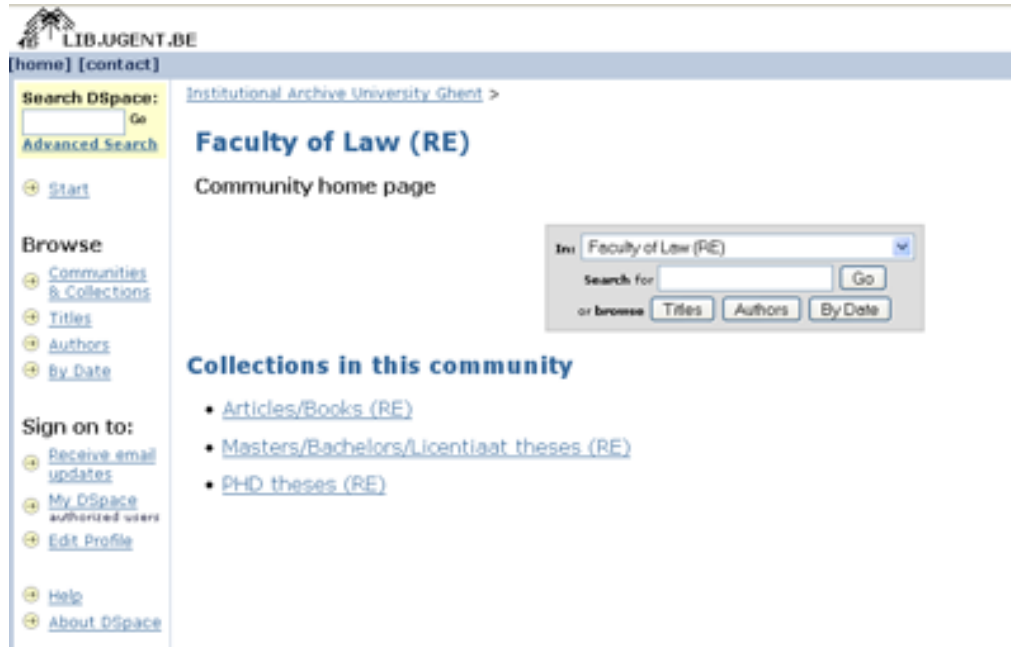 LIB.UGENT.BE
[home] [contact]
Search DSpace:
Go
Advanced Search
Start
Browse
Communities
& Collections
Titles
Authors
By Date
Sign on to:
Receive email
updates
My DSpace
authorized users
Edit Profile
Help
About DSpace
Institutional Archive University Ghent >
Faculty of Law (RE)
Community home page
In: Faculty of Law (RE)
Search for Go
or browse Titles Authors By Date
Collections in this community
• Articles/Books (RE)
• Masters/Bachelors/Licentiaat theses (RE)
• PHD theses (RE)